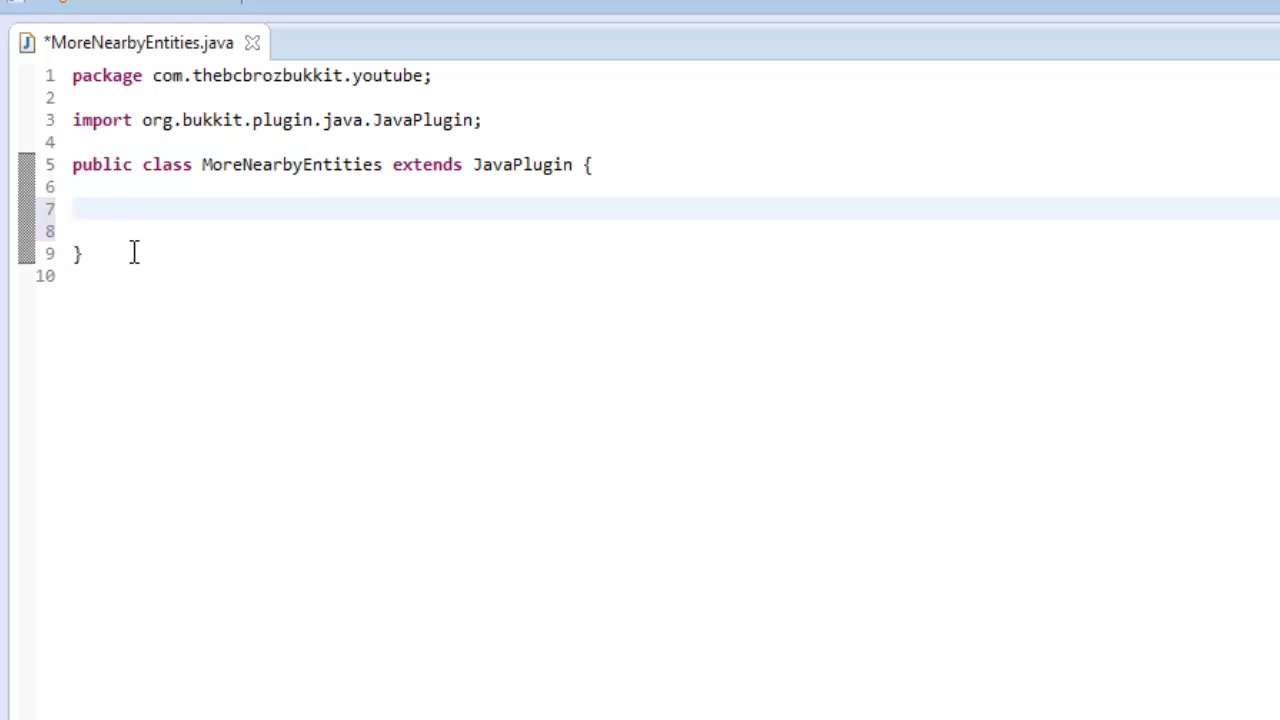 *MoreNearbyEntities.java
1 package com.thebcbrozbukkit.youtube;
2
3 import org.bukkit.plugin.java.JavaPlugin;
4
5 public class MoreNearbyEntities extends JavaPlugin {
6
7
8
9 }
10